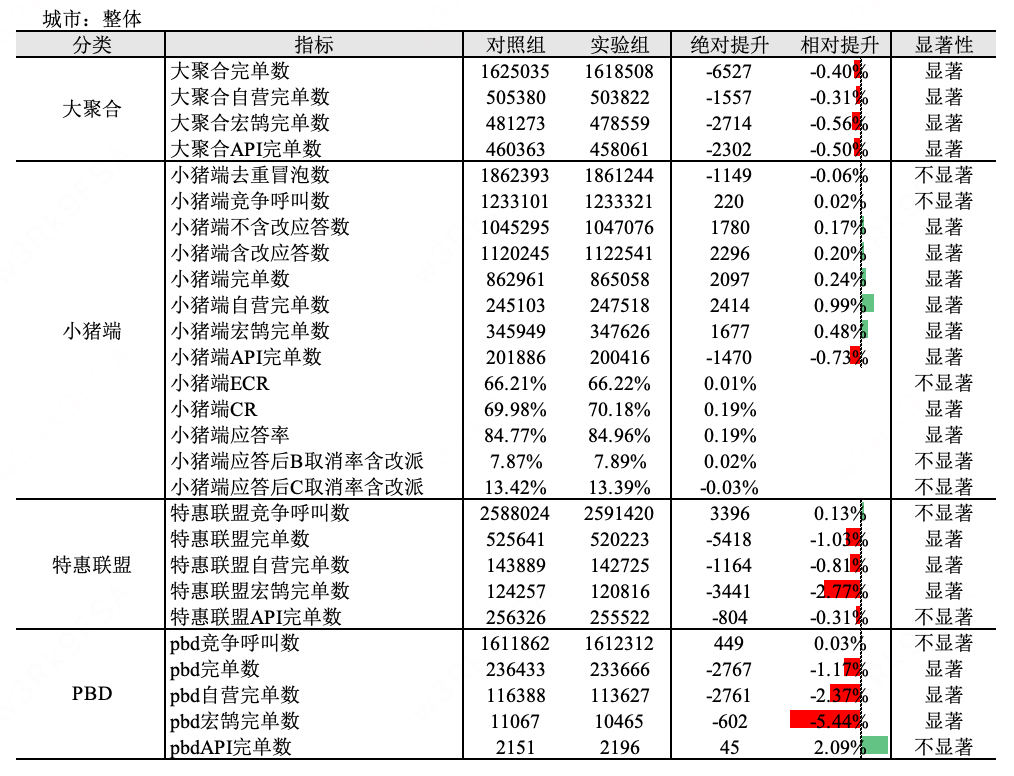 城市：整体
分类 指标 对照组 实验组 绝对提升 相对提升 显著性
大聚合完单数 1625035 1618508 -6527 -0.40% 显著
大聚合自营完单数 505380 503822 -1557 -0.31% 显著
大聚合
大聚合宏鹄完单数 481273 478559 -2714 -0.56% 显著
大聚合API完单数 460363 458061 -2302 -0.50% 显著
小猪端去重冒泡数 1862393 1861244 -1149 -0.06% 不显著
小猪端竞争呼叫数 1233101 1233321 220 0.02% 不显著
小猪端不含改应答数 1045295 1047076 1780 0.17% 显著
小猪端含改应答数 1120245 1122541 2296 0.20% 显著
小猪端完单数 862961 865058 2097 0.24% 显著
小猪端自营完单数 245103 247518 2414 0.99% 显著
小猪端 小猪端宏鹄完单数 345949 347626 1677 0.48% 显著
小猪端API完单数 201886 200416 -1470 -0.73% 显著
小猪端ECR 66.21% 66.22% 0.01% 不显著
小猪端CR 69.98% 70.18% 0.19% 显著
小猪端应答率 84.77% 84.96% 0.19% 显著
小猪端应答后B取消率含改派 7.87% 7.89% 0.02% 不显著
小猪端应答后C取消率含改派 13.42% 13.39% -0.03% 不显著
特惠联盟竞争呼叫数 2588024 2591420 3396 0.13% 不显著
特惠联盟完单数 525641 520223 -5418 -1.03% 显著
特惠联盟 特惠联盟自营完单数 143889 142725 -1164 -0.81% 显著
特惠联盟宏鹄完单数 124257 120816 -3441 -2.77% 显著
特惠联盟API完单数 256326 255522 -804 -0.31% 不显著
pbd竞争呼叫数 1611862 1612312 449 0.03% 不显著
pbd完单数 236433 233666 -2767 -1.17% 显著
PBD pbd自营完单数 116388 113627 -2761 -2.37% 显著
pbd宏鹄完单数 11067 10465 -602 -5.44% 显著
pbdAPI完单数 2151 2196 45 2.09% 不显著